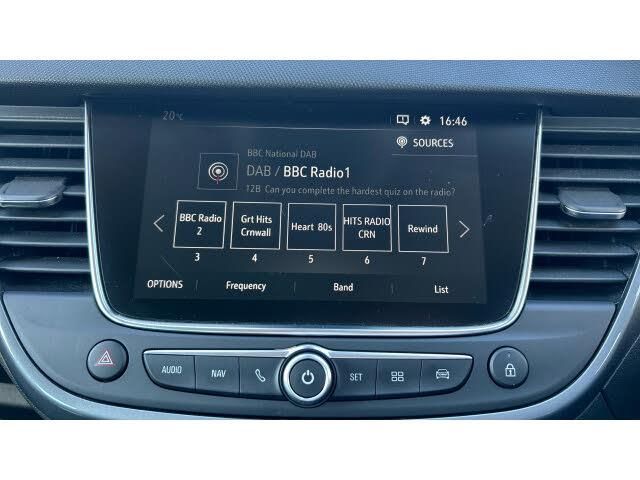 20°C 16:46
SOURCES
BBC National DAB
DAB / BBC Radio1
12B Can you complete the hardest quiz on the radio?
BBC Radio 2
Grt Hits Crnwall
Heart 80s
HITS RADIO CRN
Rewind
3 4 5 6 7
OPTIONS Frequency Band List
AUDIO NAV SET